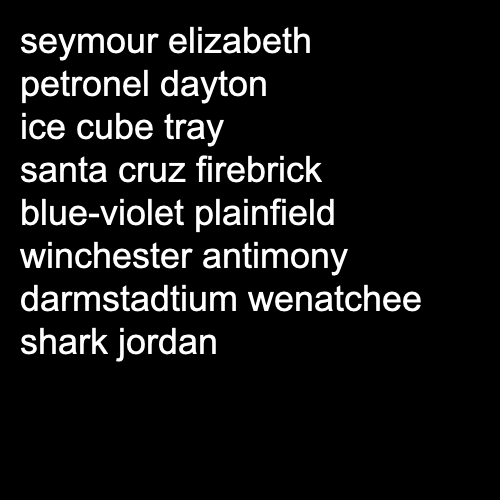 seymour elizabeth
petronel dayton
ice cube tray
santa cruz firebrick
blue-violet plainfield
winchester antimony
darmstadtium wenatchee
shark jordan